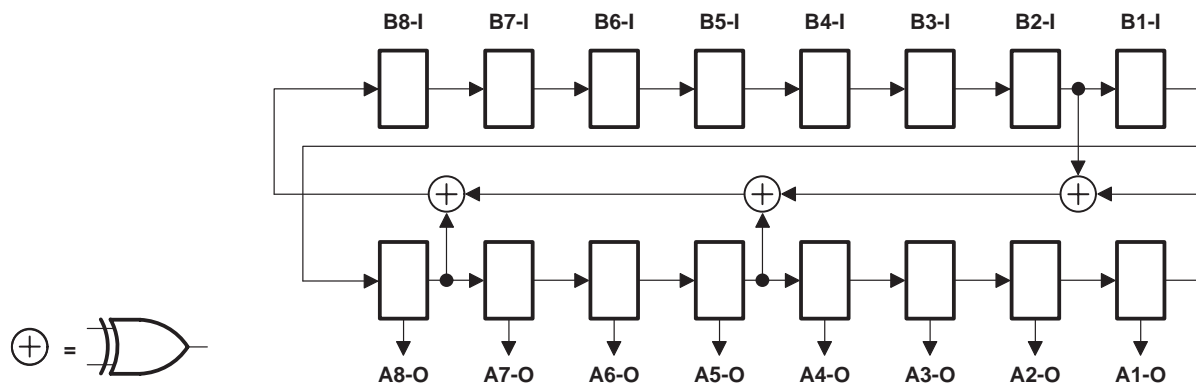 B8-I B7-I B6-I B5-I B4-I B3-I B2-I B1-I
=
A8-O A7-O A6-O A5-O A4-O A3-O A2-O A1-O